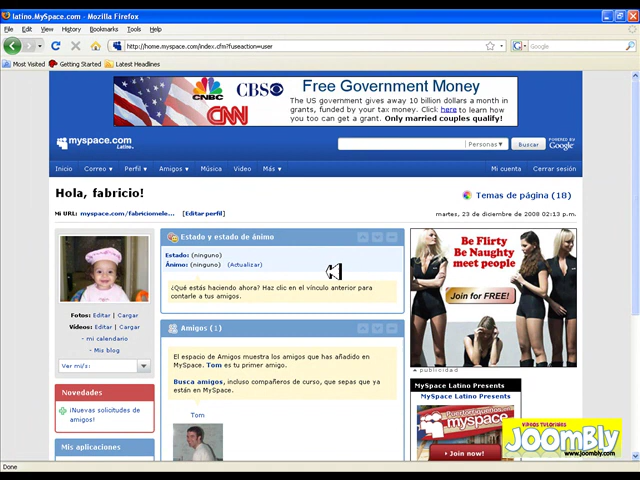 latino.MySpace.com - Mozilla Firefox
File Edit View History Bookmarks Tools Help
http://home.myspace.com/index.cfm?fuseaction=user
Google
Most Visited Getting Started Latest Headlines
CNBC CBS CNN
Free Government Money
The US government gives away 10 billion dollars a month in
grants, funded by your tax money. Click here to learn how
you too can get a grant. Only married couples qualify!
myspace.com
Latino.
Personas Buscar
POWERED BY
Google
Inicio Correo Perfil Amigos Música Video Más Mi cuenta Cerrar sesión
Hola, fabricio!
Temas de página (18)
Mi URL: myspace.com/fabriciomele... [Editar perfil]
martes, 23 de diciembre de 2008 02:13 p.m.
Fotos: Editar | Cargar
Vídeos: Editar | Cargar
- mi calendario
- Mis blog
Ver mi/s:
Novedades
¡Nuevas solicitudes de
amigos!
Mis aplicaciones
Estado y estado de ánimo
Estado: (ninguno)
Ánimo: (ninguno) (Actualizar)
¿Qué estás haciendo ahora? Haz clic en el vínculo anterior para
contarle a tus amigos.
Amigos (1)
El espacio de Amigos muestra los amigos que has añadido en
MySpace. Tom es tu primer amigo.
Busca amigos, incluso compañeros de curso, que sepas que ya
están en MySpace.
Tom
Be Flirty
Be Naughty
meet people
Join for FREE!
publicidad
MySpace Latino Presents
MySpace Latino Presents
Puertorriqueños
myspace
Join now!
VIDEOS TUTORIALES
JOOMBLY
www.joombly.com
Done